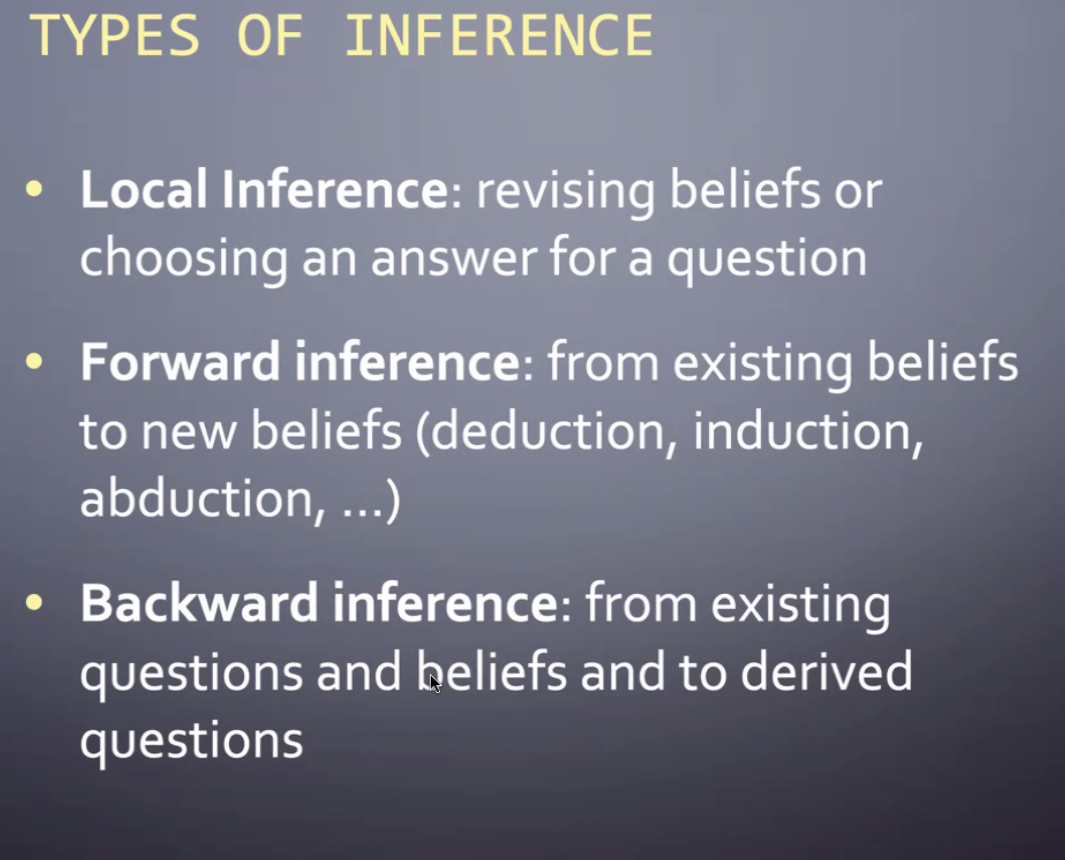 TYPES OF INFERENCE
• Local Inference: revising beliefs or
choosing an answer for a question
• Forward inference: from existing beliefs
to new beliefs (deduction, induction,
abduction, ...)
• Backward inference: from existing
questions and beliefs and to derived
questions